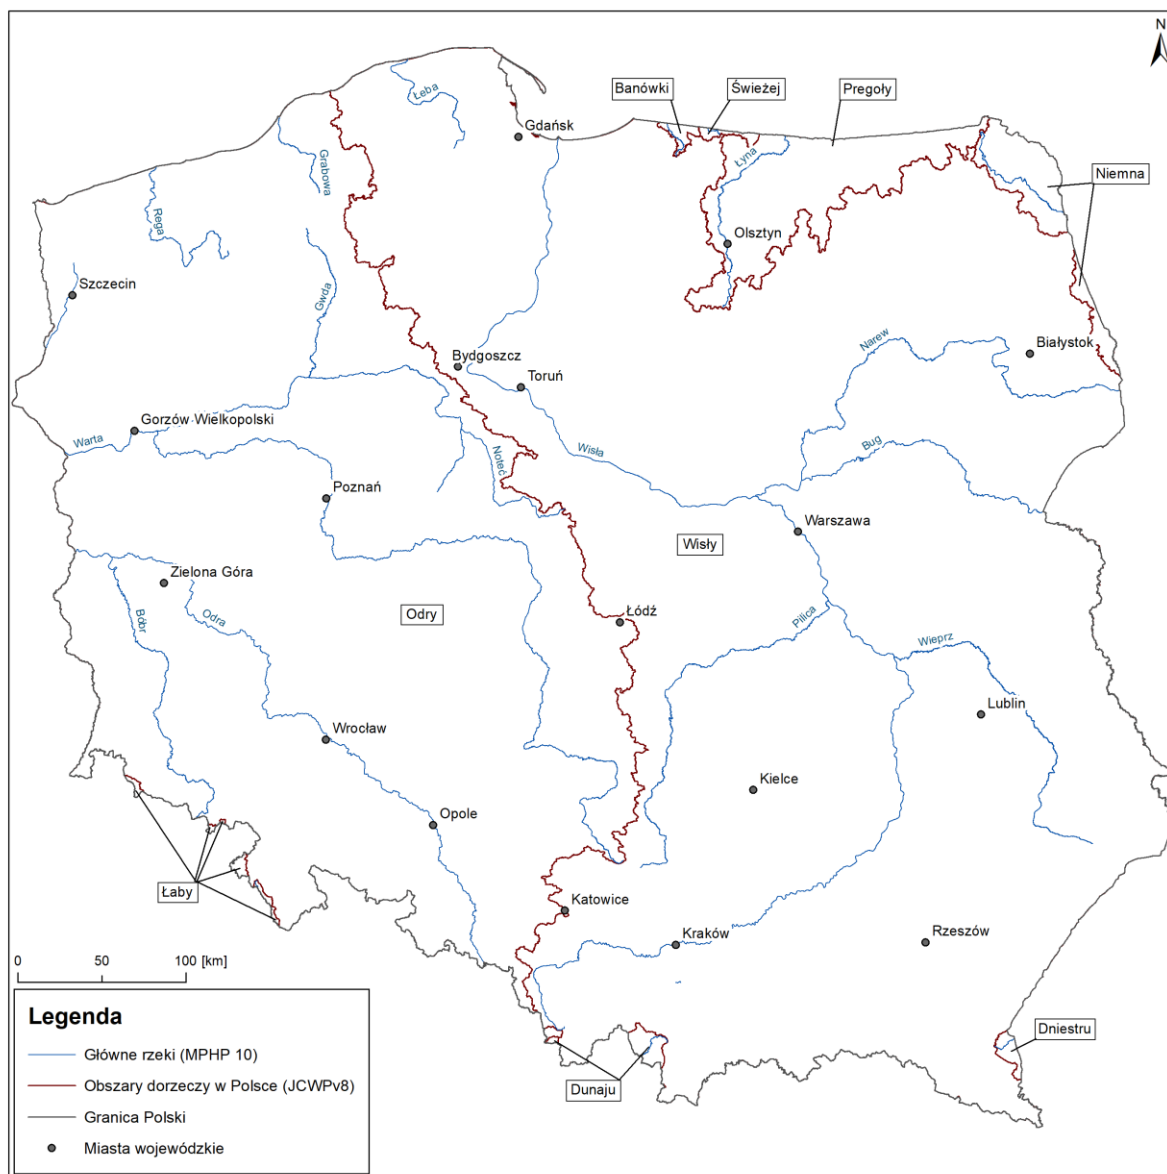 N
Łeba
Gdańsk
Banówki
Świeżej
Pregoły
Łyna
Grabowa
Niemna
Rega
Olsztyn
Szczecin
Gwda
Narew
Białystok
Bydgoszcz
Toruń
Gorzów Wielkopolski
Warta
Wisła
Bug
Noteć
Poznań
Warszawa
Wisły
Zielona Góra
Odra
Odry
Łódź
Bóbr
Pilica
Wieprz
Lublin
Wrocław
Kielce
Opole
Łaby
Katowice
Kraków
Rzeszów
0 50 100 [km]
Dniestru
Dunaju
Legenda
Główne rzeki (MPHP 10)
Obszary dorzeczy w Polsce (JCWPv8)
Granica Polski
Miasta wojewódzkie